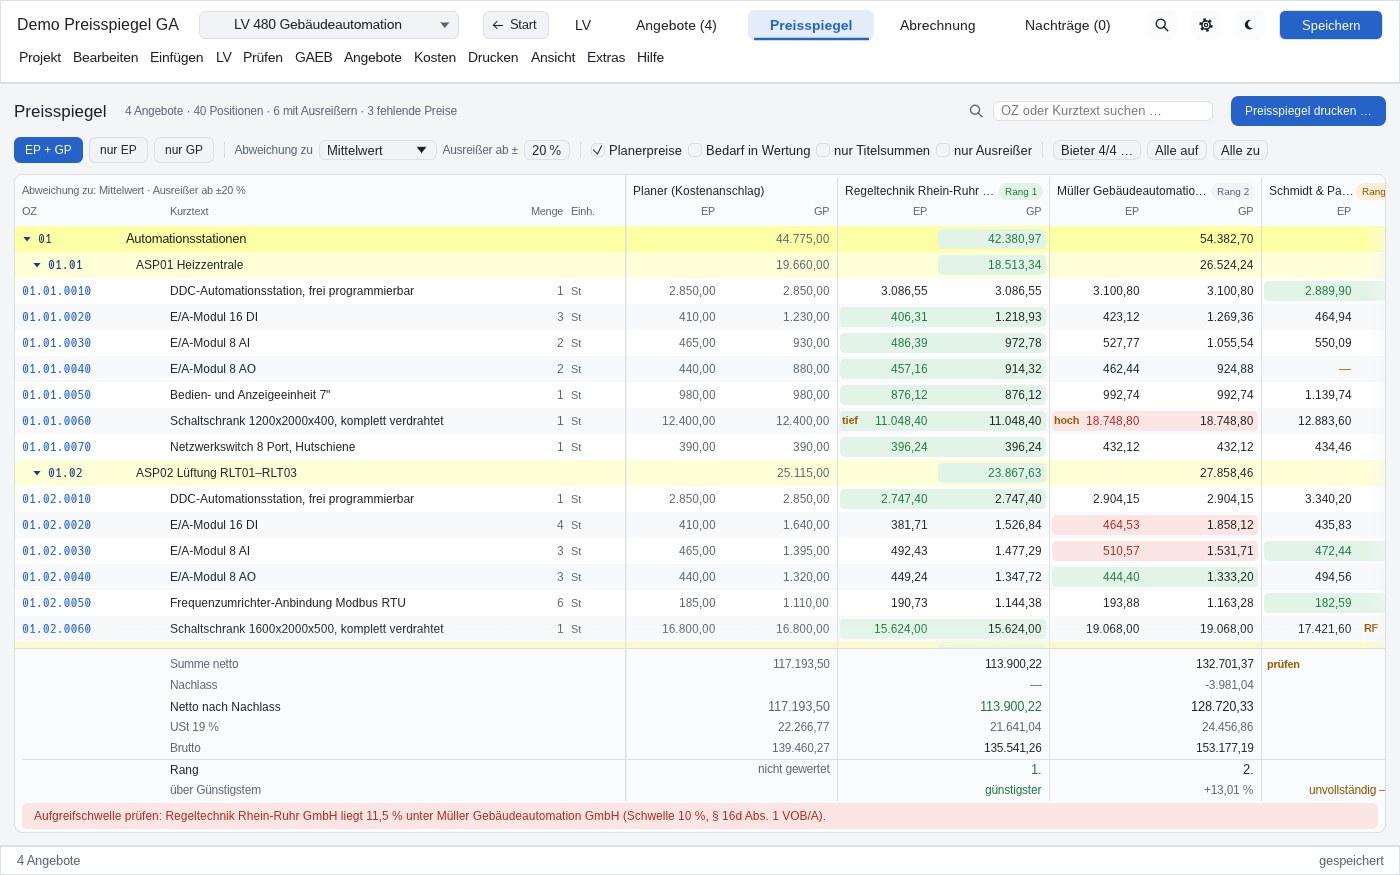 Demo Preisspiegel GA LV 480 Gebäudeautomation Start LV Angebote (4) Preisspiegel Abrechnung Nachträge (0) Speichern
Projekt Bearbeiten Einfügen LV Prüfen GAEB Angebote Kosten Drucken Ansicht Extras Hilfe
Preisspiegel 4 Angebote · 40 Positionen · 6 mit Ausreißern · 3 fehlende Preise OZ oder Kurztext suchen … Preisspiegel drucken …
EP + GP nur EP nur GP Abweichung zu Mittelwert Ausreißer ab ± 20 % Planerpreise Bedarf in Wertung nur Titelsummen nur Ausreißer Bieter 4/4 … Alle auf Alle zu
Abweichung zu: Mittelwert · Ausreißer ab ±20 % Planer (Kostenanschlag) Regeltechnik Rhein-Ruhr … Rang 1 Müller Gebäudeautomatio… Rang 2 Schmidt & Pa… Rang
OZ Kurztext Menge Einh. EP GP EP GP EP GP EP
01 Automationsstationen 44.775,00 42.380,97 54.382,70
01.01 ASP01 Heizzentrale 19.660,00 18.513,34 26.524,24
01.01.0010 DDC-Automationsstation, frei programmierbar 1 St 2.850,00 2.850,00 3.086,55 3.086,55 3.100,80 3.100,80 2.889,90
01.01.0020 E/A-Modul 16 DI 3 St 410,00 1.230,00 406,31 1.218,93 423,12 1.269,36 464,94
01.01.0030 E/A-Modul 8 AI 2 St 465,00 930,00 486,39 972,78 527,77 1.055,54 550,09
01.01.0040 E/A-Modul 8 AO 2 St 440,00 880,00 457,16 914,32 462,44 924,88 —
01.01.0050 Bedien- und Anzeigeeinheit 7" 1 St 980,00 980,00 876,12 876,12 992,74 992,74 1.139,74
01.01.0060 Schaltschrank 1200x2000x400, komplett verdrahtet 1 St 12.400,00 12.400,00 tief 11.048,40 11.048,40 hoch 18.748,80 18.748,80 12.883,60
01.01.0070 Netzwerkswitch 8 Port, Hutschiene 1 St 390,00 390,00 396,24 396,24 432,12 432,12 434,46
01.02 ASP02 Lüftung RLT01–RLT03 25.115,00 23.867,63 27.858,46
01.02.0010 DDC-Automationsstation, frei programmierbar 1 St 2.850,00 2.850,00 2.747,40 2.747,40 2.904,15 2.904,15 3.340,20
01.02.0020 E/A-Modul 16 DI 4 St 410,00 1.640,00 381,71 1.526,84 464,53 1.858,12 435,83
01.02.0030 E/A-Modul 8 AI 3 St 465,00 1.395,00 492,43 1.477,29 510,57 1.531,71 472,44
01.02.0040 E/A-Modul 8 AO 3 St 440,00 1.320,00 449,24 1.347,72 444,40 1.333,20 494,56
01.02.0050 Frequenzumrichter-Anbindung Modbus RTU 6 St 185,00 1.110,00 190,73 1.144,38 193,88 1.163,28 182,59
01.02.0060 Schaltschrank 1600x2000x500, komplett verdrahtet 1 St 16.800,00 16.800,00 15.624,00 15.624,00 19.068,00 19.068,00 17.421,60 RF
Summe netto 117.193,50 113.900,22 132.701,37 prüfen
Nachlass — -3.981,04
Netto nach Nachlass 117.193,50 113.900,22 128.720,33
USt 19 % 22.266,77 21.641,04 24.456,86
Brutto 139.460,27 135.541,26 153.177,19
Rang nicht gewertet 1. 2.
über Günstigstem günstigster +13,01 % unvollständig –
Aufgreifschwelle prüfen: Regeltechnik Rhein-Ruhr GmbH liegt 11,5 % unter Müller Gebäudeautomation GmbH (Schwelle 10 %, § 16d Abs. 1 VOB/A).
4 Angebote gespeichert